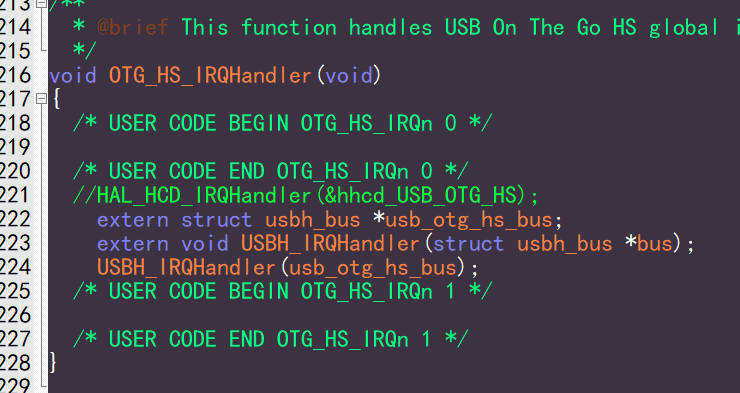 213 /**
214 * @brief This function handles USB On The Go HS global i
215 */
216 void OTG_HS_IRQHandler(void)
217 {
218 /* USER CODE BEGIN OTG_HS_IRQn 0 */
219
220 /* USER CODE END OTG_HS_IRQn 0 */
221 //HAL_HCD_IRQHandler(&hhcd_USB_OTG_HS);
222 extern struct usbh_bus *usb_otg_hs_bus;
223 extern void USBH_IRQHandler(struct usbh_bus *bus);
224 USBH_IRQHandler(usb_otg_hs_bus);
225 /* USER CODE BEGIN OTG_HS_IRQn 1 */
226
227 /* USER CODE END OTG_HS_IRQn 1 */
228 }
229